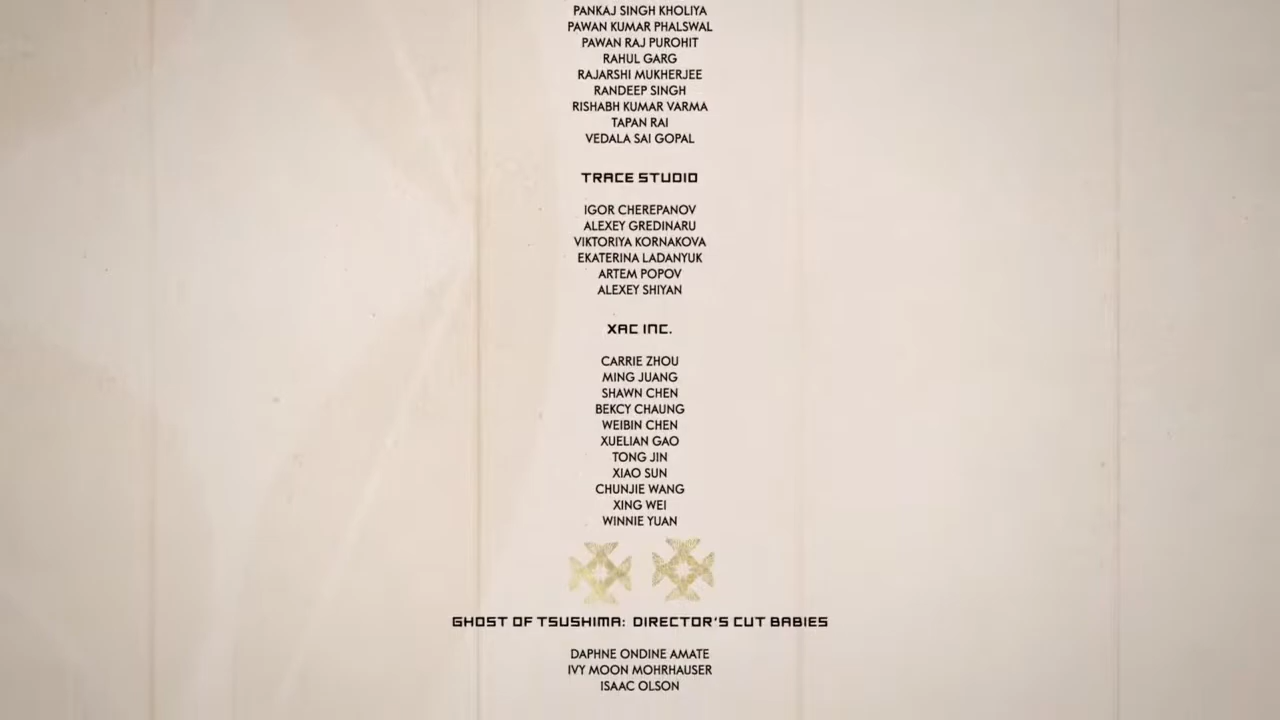 PANKAJ SINGH KHOLIYA
PAWAN KUMAR PHALSWAL
PAWAN RAJ PUROHIT
RAHUL GARG
RAJARSHI MUKHERJEE
RANDEEP SINGH
RISHABH KUMAR VARMA
TAPAN RAI
VEDALA SAI GOPAL
TRACE STUDIO
IGOR CHEREPANOV
ALEXEY GREDINARU
VIKTORIYA KORNAKOVA
EKATERINA LADANYUK
ARTEM POPOV
ALEXEY SHIYAN
XAC INC.
CARRIE ZHOU
MING JUANG
SHAWN CHEN
BEKCY CHAUNG
WEIBIN CHEN
XUELIAN GAO
TONG JIN
XIAO SUN
CHUNJIE WANG
XING WEI
WINNIE YUAN
GHOST OF TSUSHIMA: DIRECTOR'S CUT BABIES
DAPHNE ONDINE AMATE
IVY MOON MOHRHAUSER
ISAAC OLSON